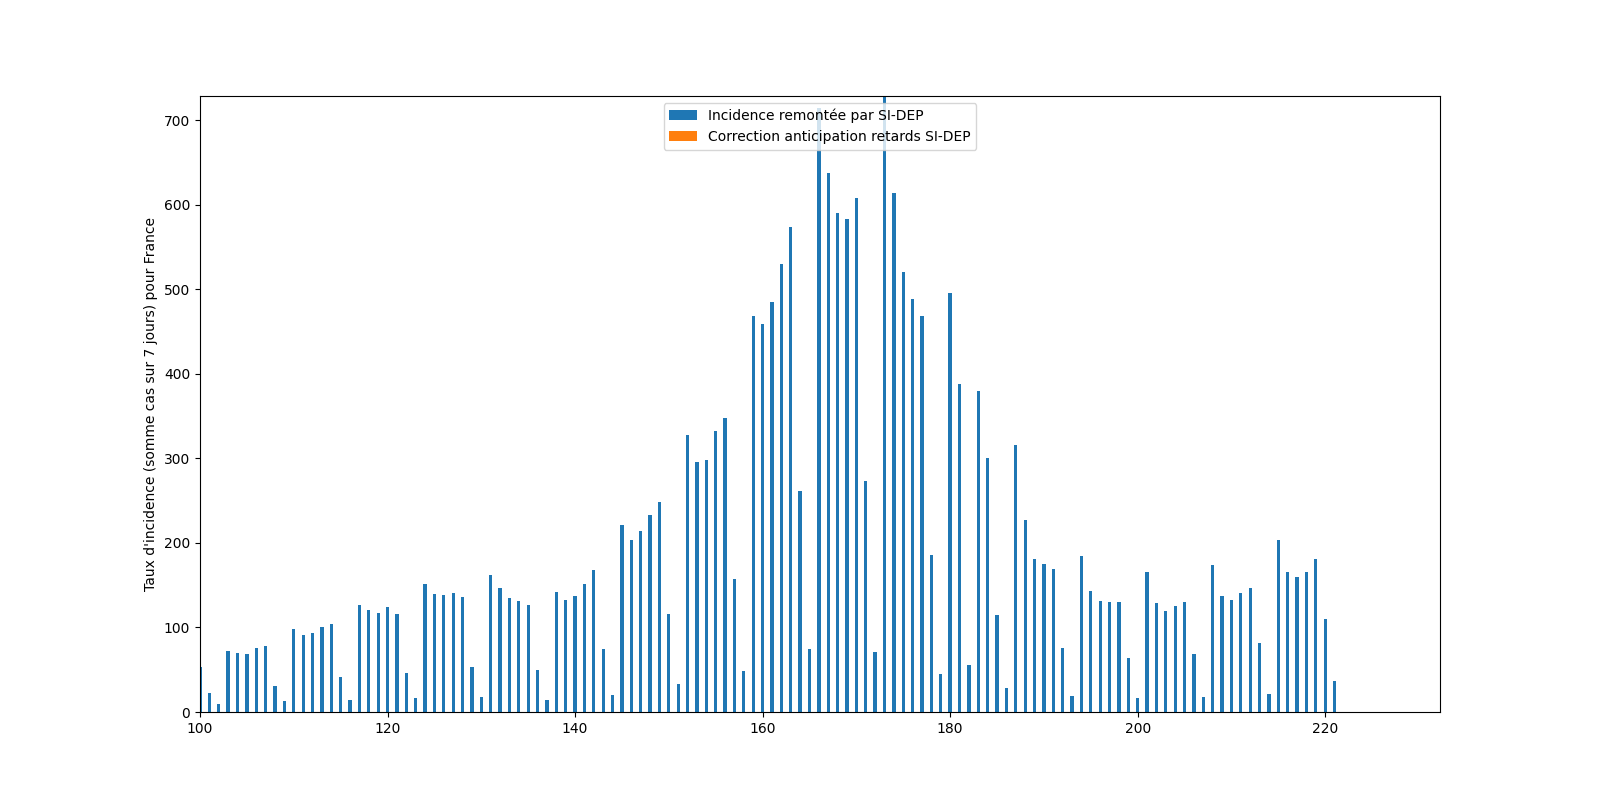 Incidence remontée par SI-DEP
Correction anticipation retards SI-DEP
Taux d'incidence (somme cas sur 7 jours) pour France
700
600
500
400
300
200
100
0
100 120 140 160 180 200 220